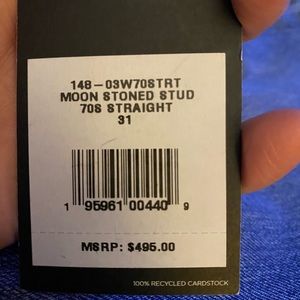 148-03W70STRT
MOON STONED STUD
70S STRAIGHT
31
1 95961 00440 9
MSRP: $495.00
100% RECYCLED CARDSTOCK